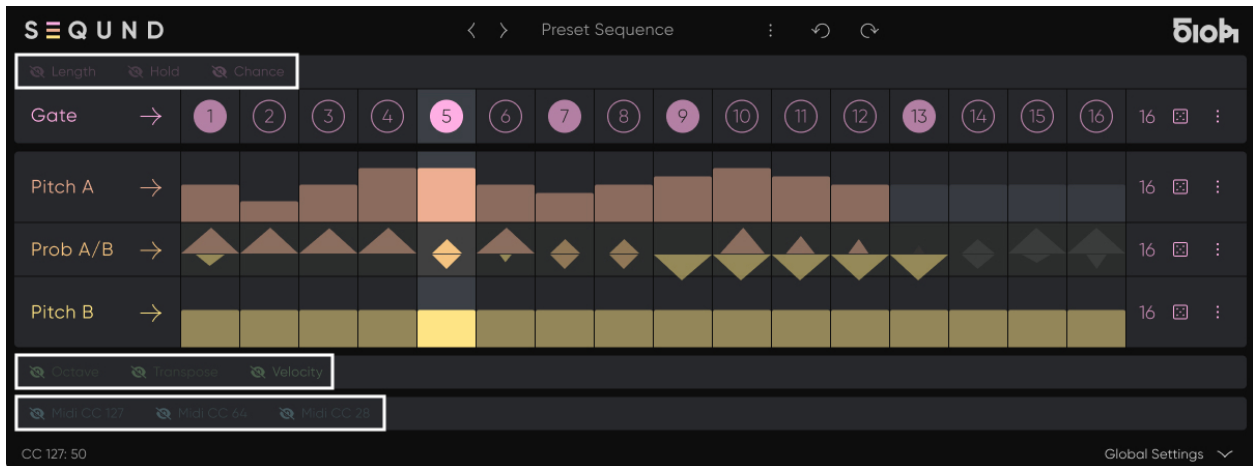 SEQUND < > Preset Sequence 510h
Length Hold Chance
Gate → 1 2 3 4 5 6 7 8 9 10 11 12 13 14 15 16 16
Pitch A → 16
Prob A/B → 16
Pitch B → 16
Octave Transpose Velocity
Midi CC 127 Midi CC 64 Midi CC 28
CC 127: 50 Global Settings